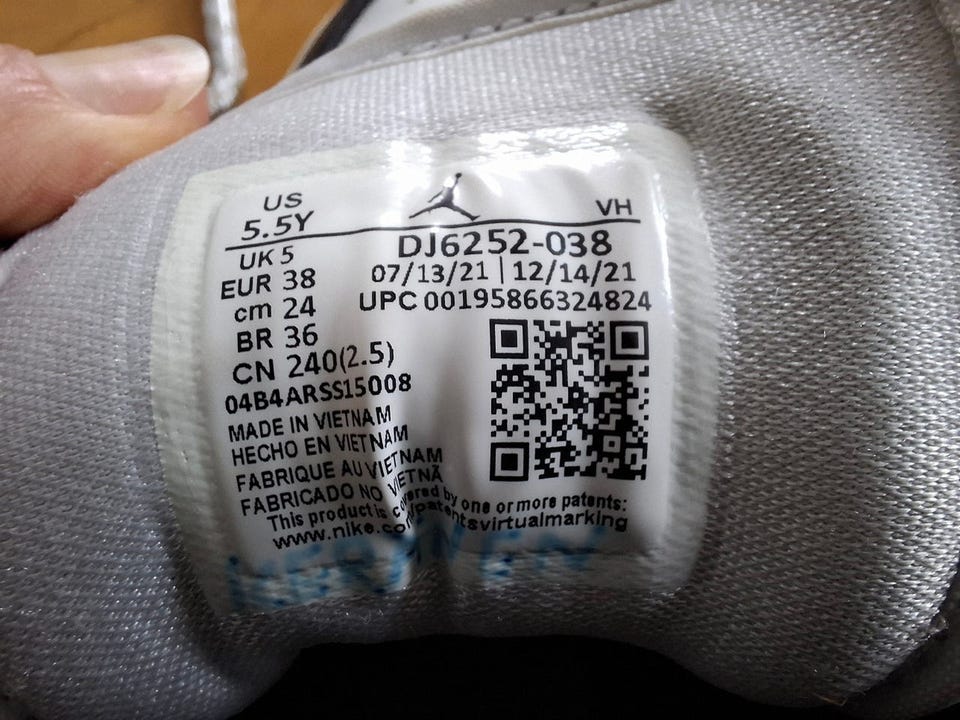 US
5.5Y
VH
UK 5
EUR 38
cm 24
BR 36
CN 240(2.5)
DJ6252-038
07/13/21 | 12/14/21
UPC 00195866324824
04B4ARSS15008
MADE IN VIETNAM
HECHO EN VIETNAM
FABRIQUE AU VIETNAM
FABRICADO NO VIETNÃ
This product is covered by one or more patents:
www.nike.com/patentsvirtualmarking